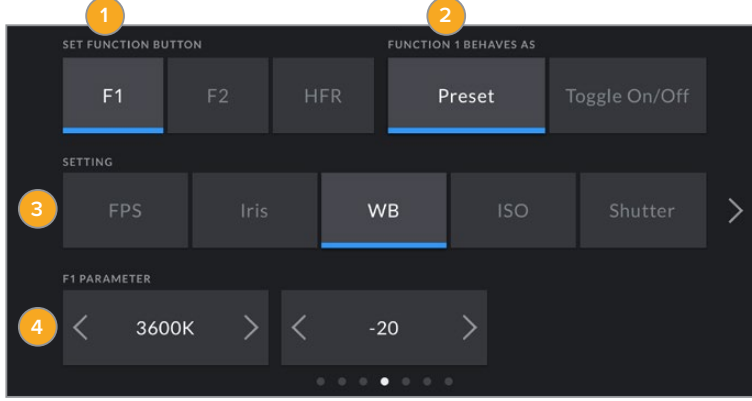 1 2
SET FUNCTION BUTTON FUNCTION 1 BEHAVES AS
F1 F2 HFR Preset Toggle On/Off
SETTING
3 FPS Iris WB ISO Shutter
F1 PARAMETER
4 3600K -20